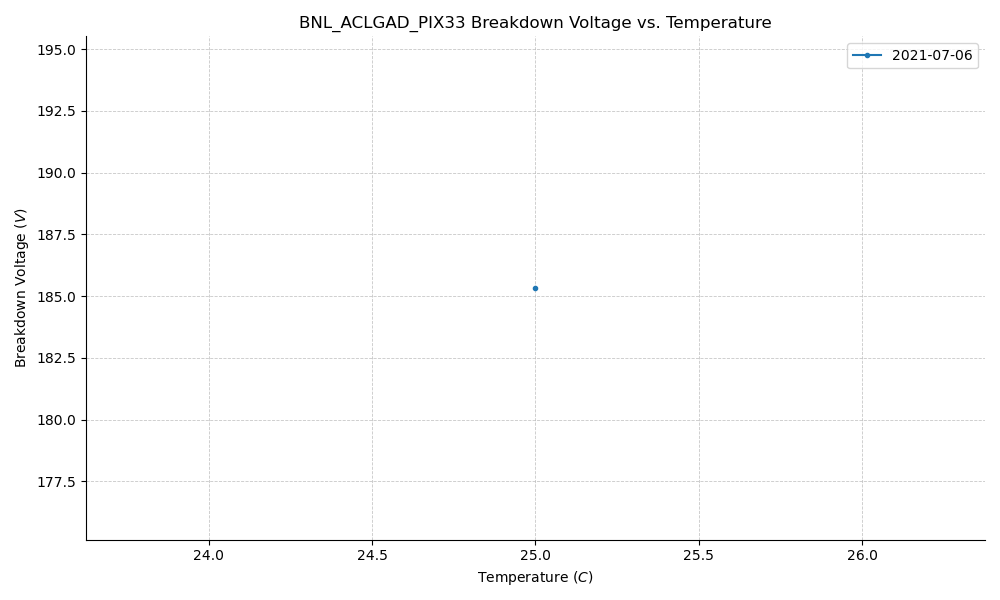 BNL_ACLGAD_PIX33 Breakdown Voltage vs. Temperature
2021-07-06
195.0
192.5
190.0
187.5
185.0
182.5
180.0
177.5
Breakdown Voltage (V)
24.0 24.5 25.0 25.5 26.0
Temperature (C)